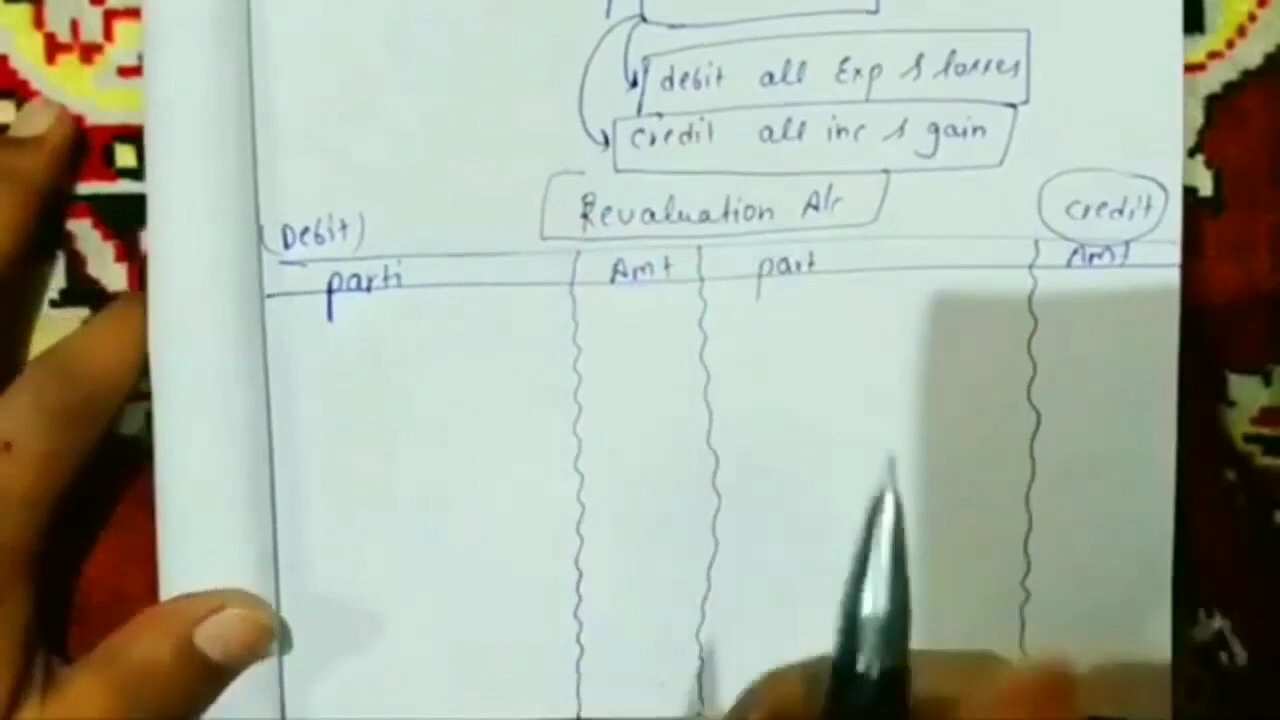 debit all Exp & losses
credit all inc & gain
Revaluation A/c
Debit) credit
parti Amt part Amt